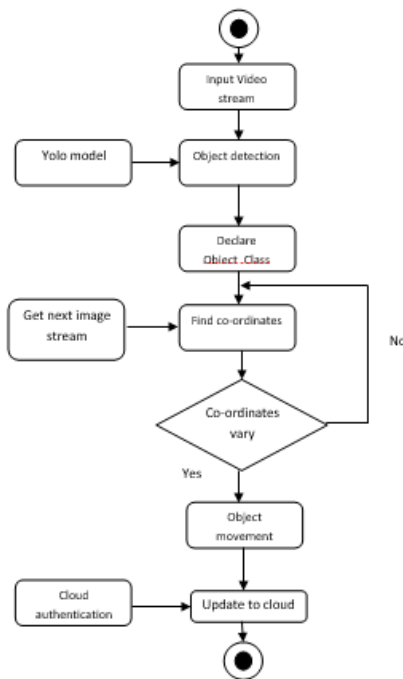 Input Video
stream
Yolo model
Object detection
Declare
Object Class
Get next image
stream
Find co-ordinates
No
Co-ordinates
vary
Yes
Object
movement
Cloud
authentication
Update to cloud